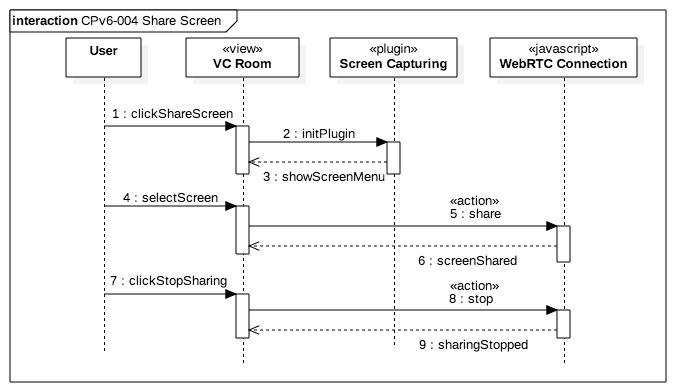 interaction CPv6-004 Share Screen
User
«view»
VC Room
«plugin»
Screen Capturing
«javascript»
WebRTC Connection
1 : clickShareScreen
2 : initPlugin
3 : showScreenMenu
4 : selectScreen
«action»
5 : share
6 : screenShared
7 : clickStopSharing
«action»
8 : stop
9 : sharingStopped